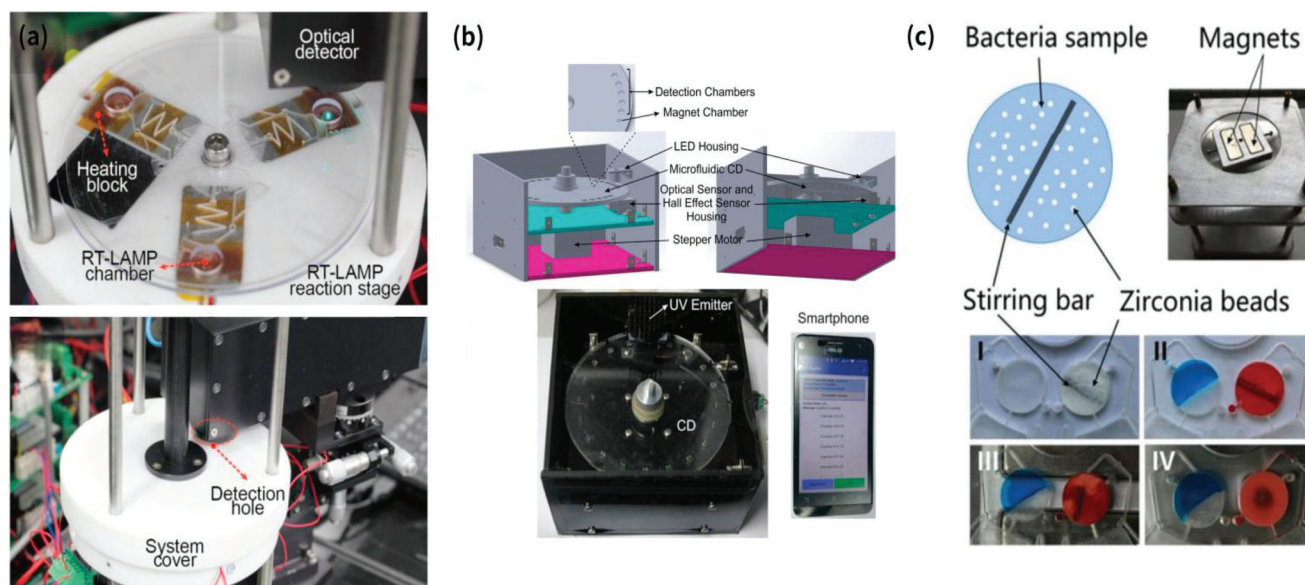 (a)
Optical
detector
Heating
block
RT-LAMP
chamber
RT-LAMP
reaction stage
Detection
hole
System
cover
(b)
Detection Chambers
Magnet Chamber
LED Housing
Microfluidic CD
Optical Sensor and
Hall Effect Sensor
Housing
Stepper Motor
UV Emitter
CD
Smartphone
(c)
Bacteria sample
Magnets
Stirring bar
Zirconia beads
I
II
III
IV